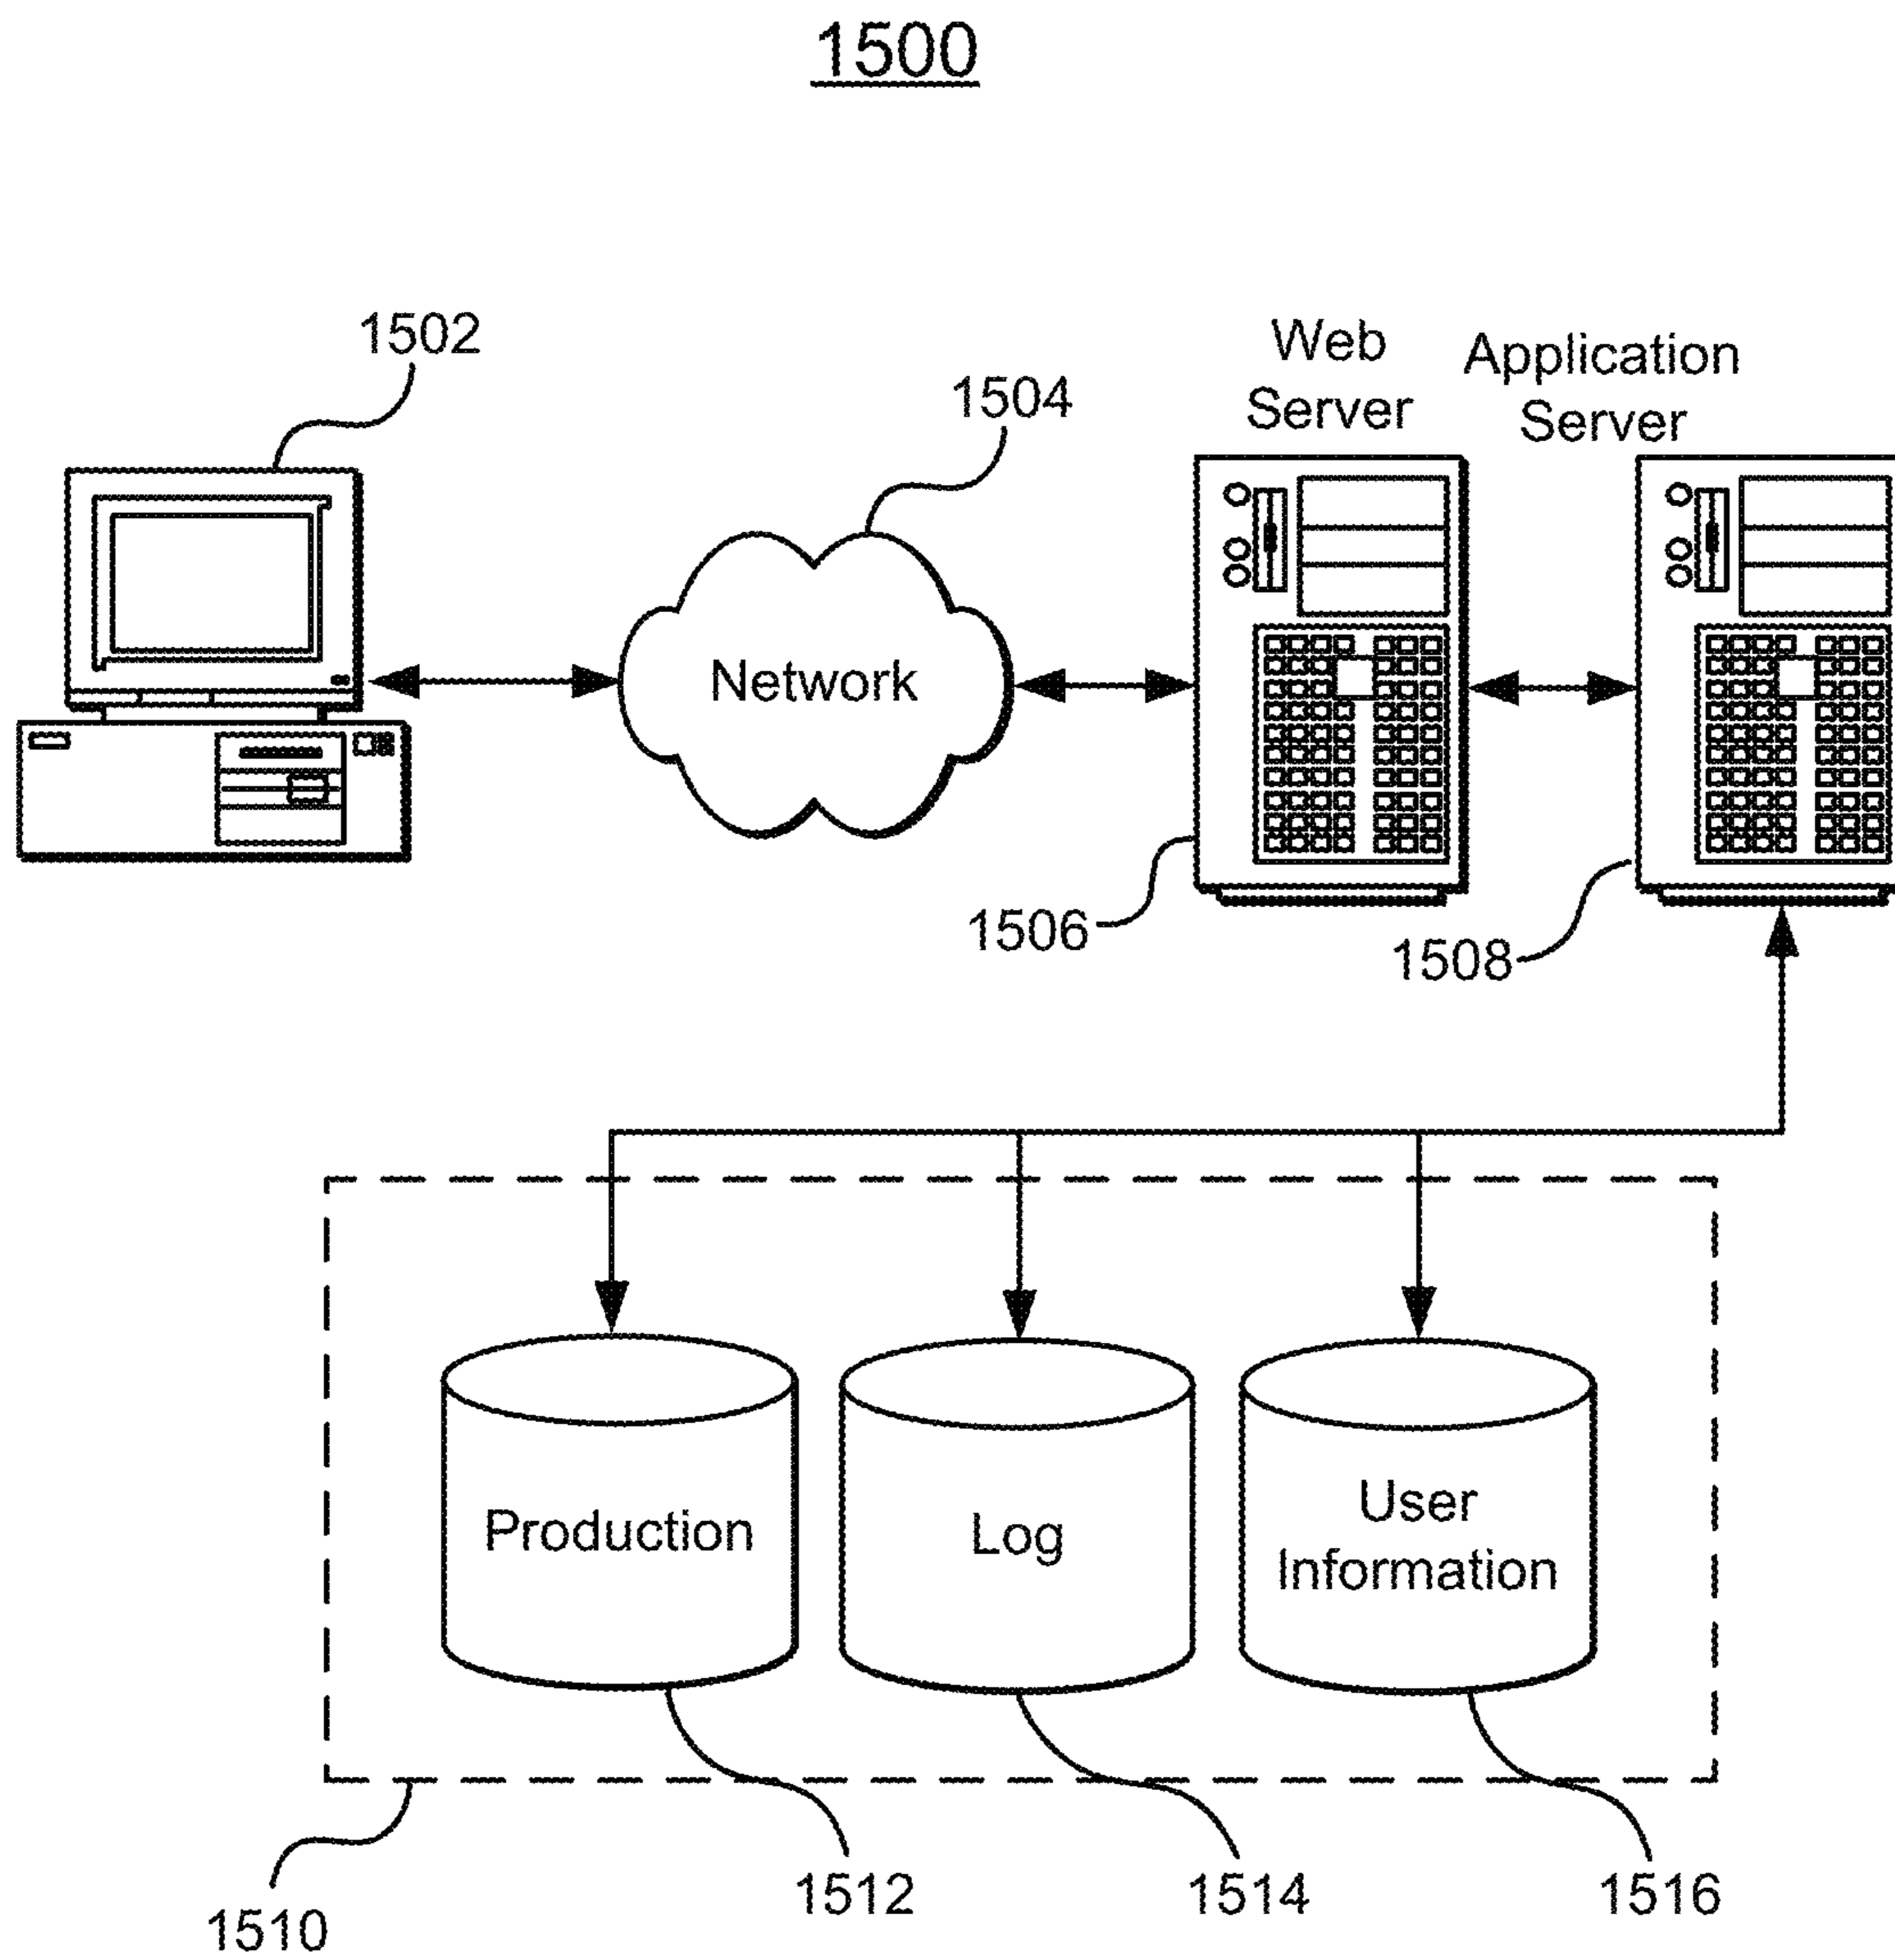 1500
1502
1504
Web
Server
Application
Server
Network
1506
1508
Production
Log
User
Information
1510
1512
1514
1516